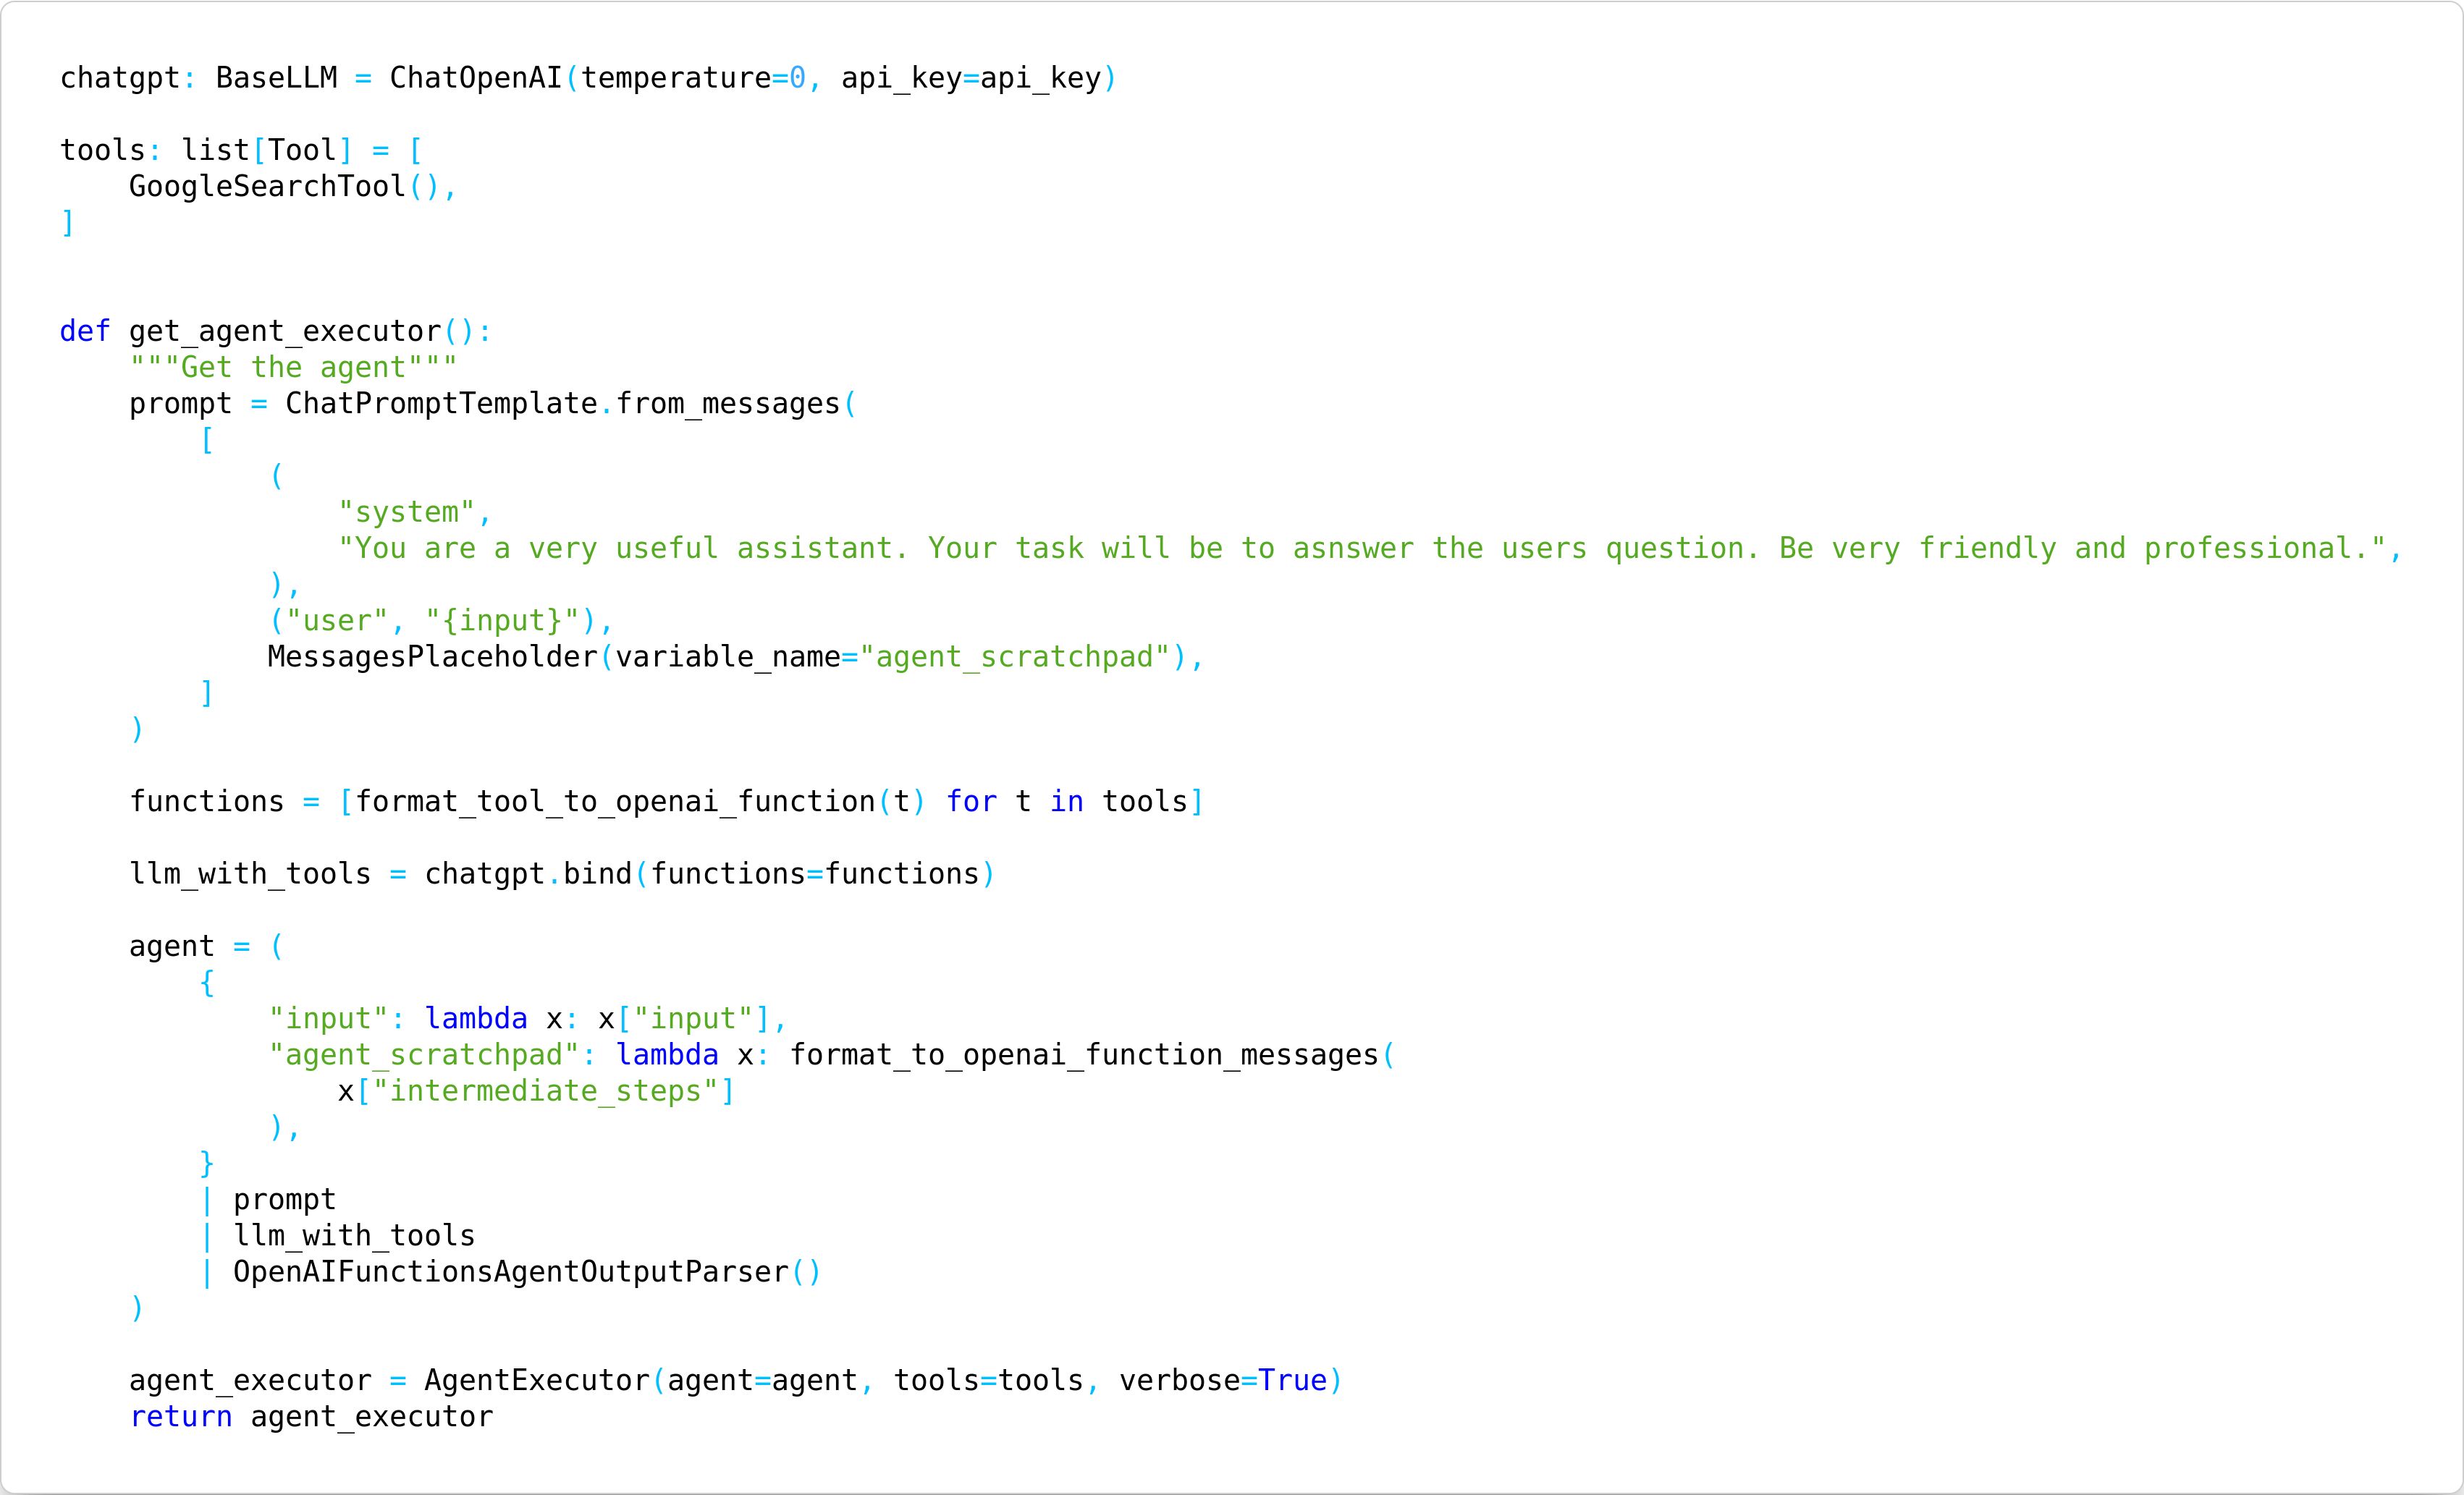 chatgpt: BaseLLM = ChatOpenAI(temperature=0, api_key=api_key)

tools: list[Tool] = [
    GoogleSearchTool(),
]


def get_agent_executor():
    """Get the agent"""
    prompt = ChatPromptTemplate.from_messages(
        [
            (
                "system",
                "You are a very useful assistant. Your task will be to asnswer the users question. Be very friendly and professional.",
            ),
            ("user", "{input}"),
            MessagesPlaceholder(variable_name="agent_scratchpad"),
        ]
    )

    functions = [format_tool_to_openai_function(t) for t in tools]

    llm_with_tools = chatgpt.bind(functions=functions)

    agent = (
        {
            "input": lambda x: x["input"],
            "agent_scratchpad": lambda x: format_to_openai_function_messages(
                x["intermediate_steps"]
            ),
        }
        | prompt
        | llm_with_tools
        | OpenAIFunctionsAgentOutputParser()
    )

    agent_executor = AgentExecutor(agent=agent, tools=tools, verbose=True)
    return agent_executor